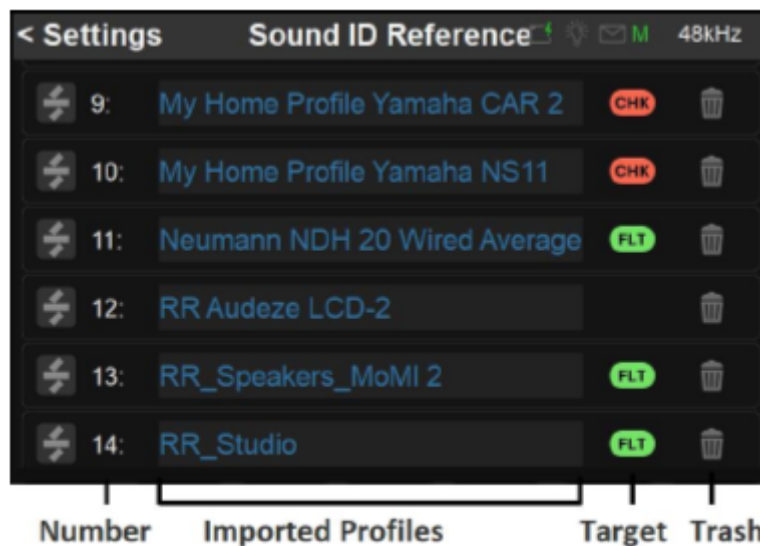 < Settings Sound ID Reference M 48kHz
9: My Home Profile Yamaha CAR 2 CHK
10: My Home Profile Yamaha NS11 CHK
11: Neumann NDH 20 Wired Average FLT
12: RR Audeze LCD-2
13: RR_Speakers_MoMI 2 FLT
14: RR_Studio FLT
Number Imported Profiles Target Trash